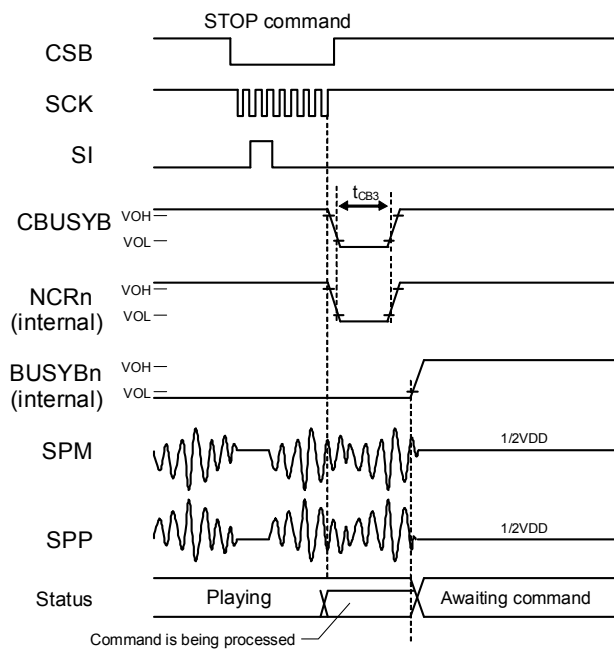 STOP command
CSB
SCK
SI
tCB3
CBUSYB
VOH
VOL
NCRn
(internal)
VOH
VOL
BUSYBn
(internal)
VOH
VOL
SPM
1/2VDD
SPP
1/2VDD
Status
Playing
Awaiting command
Command is being processed